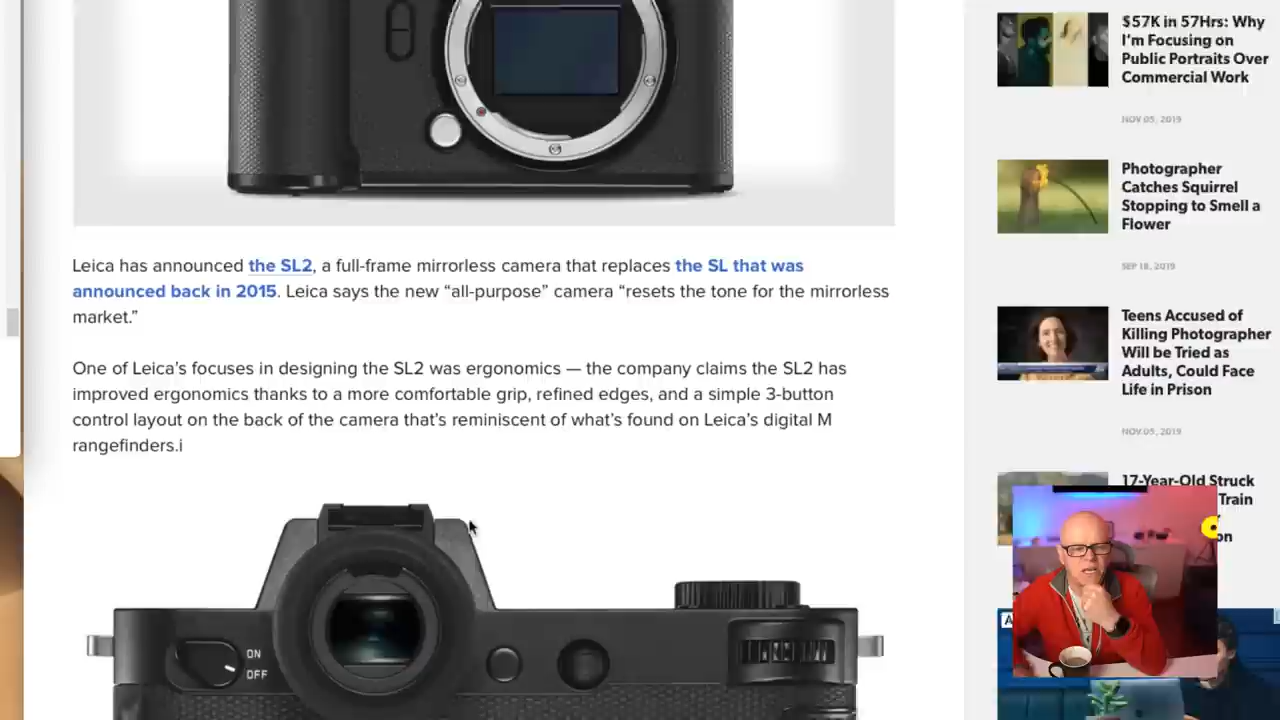 Leica has announced the SL2, a full-frame mirrorless camera that replaces the SL that was
announced back in 2015. Leica says the new “all-purpose” camera “resets the tone for the mirrorless
market.”
One of Leica’s focuses in designing the SL2 was ergonomics — the company claims the SL2 has
improved ergonomics thanks to a more comfortable grip, refined edges, and a simple 3-button
control layout on the back of the camera that’s reminiscent of what’s found on Leica’s digital M
rangefinders.i
ON
OFF
$57K in 57Hrs: Why
I’m Focusing on
Public Portraits Over
Commercial Work
NOV 05, 2019
Photographer
Catches Squirrel
Stopping to Smell a
Flower
SEP 18, 2019
Teens Accused of
Killing Photographer
Will be Tried as
Adults, Could Face
Life in Prison
NOV 05, 2019
17-Year-Old Struck
Train